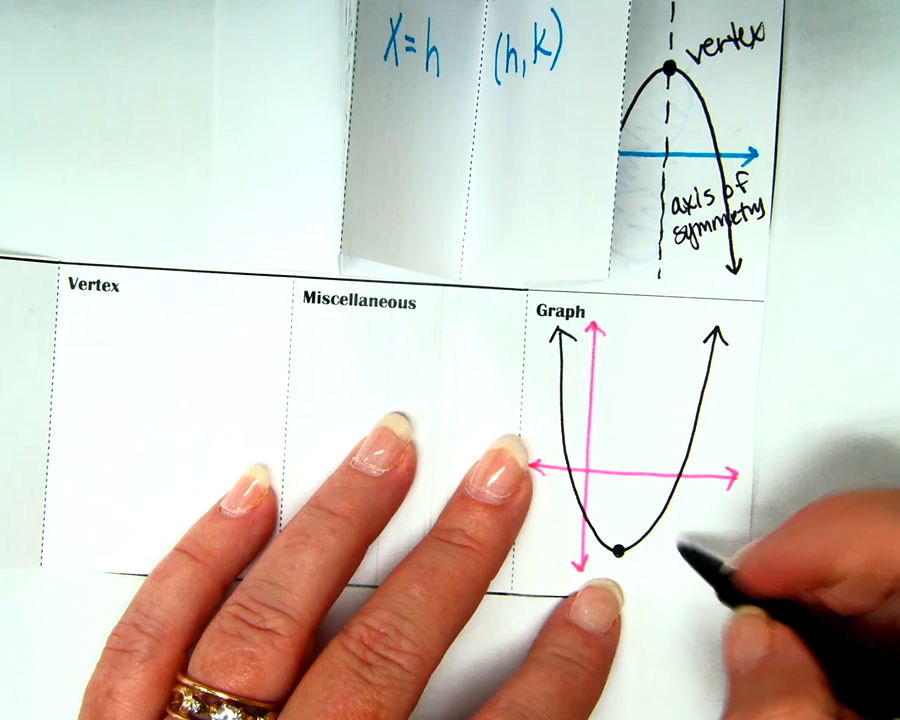 X=h
(h,k)
vertex
axis of
symmetry
Vertex
Miscellaneous
Graph